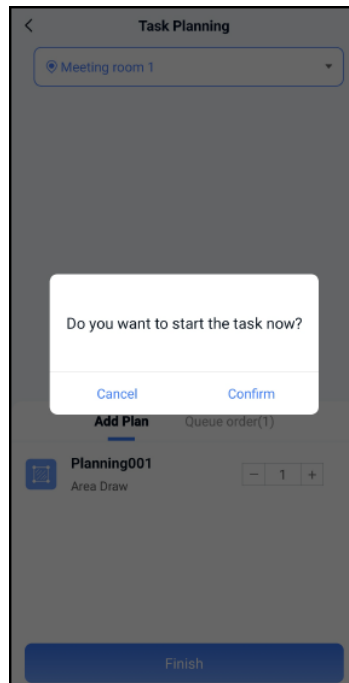 Task Planning
Meeting room 1
Do you want to start the task now?
Cancel Confirm
Add Plan Queue order(1)
Planning001
Area Draw
− 1 +
Finish